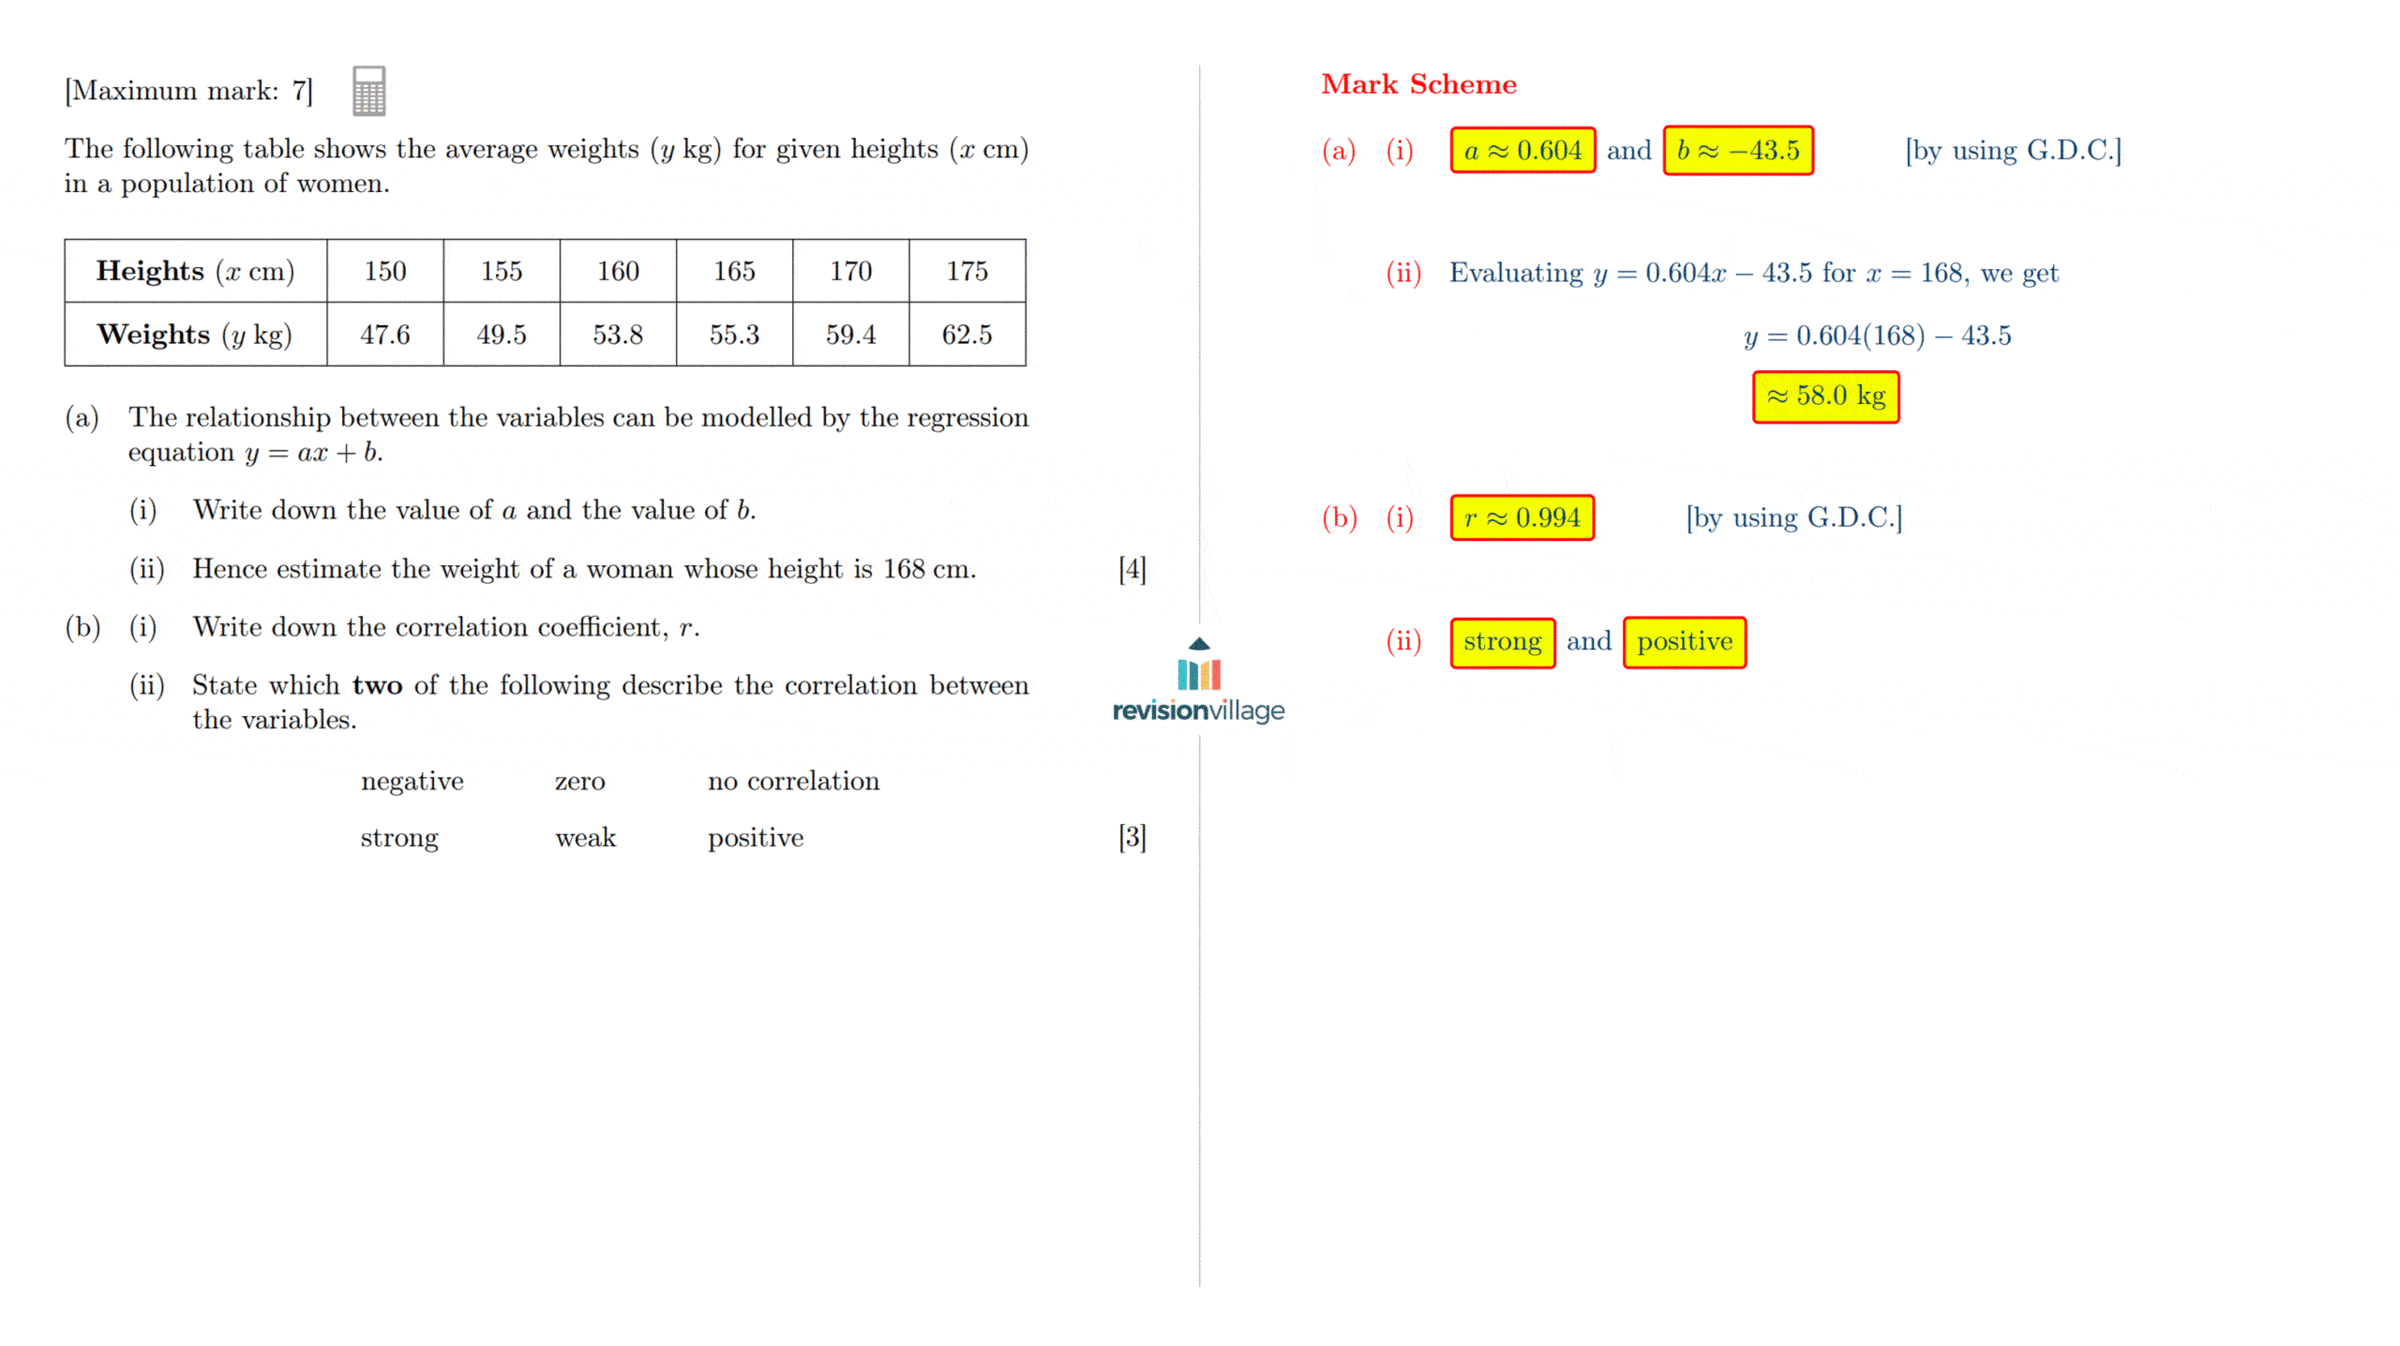 [Maximum mark: 7]
The following table shows the average weights (y kg) for given heights (x cm)
in a population of women.
Heights (x cm) 150 155 160 165 170 175
Weights (y kg) 47.6 49.5 53.8 55.3 59.4 62.5
(a) The relationship between the variables can be modelled by the regression
equation y = ax + b.
(i) Write down the value of a and the value of b.
(ii) Hence estimate the weight of a woman whose height is 168 cm. [4]
(b) (i) Write down the correlation coefficient, r.
(ii) State which two of the following describe the correlation between
the variables.
negative zero no correlation
strong weak positive [3]
revisionvillage
Mark Scheme
(a) (i) a ≈ 0.604 and b ≈ −43.5 [by using G.D.C.]
(ii) Evaluating y = 0.604x − 43.5 for x = 168, we get
y = 0.604(168) − 43.5
≈ 58.0 kg
(b) (i) r ≈ 0.994 [by using G.D.C.]
(ii) strong and positive